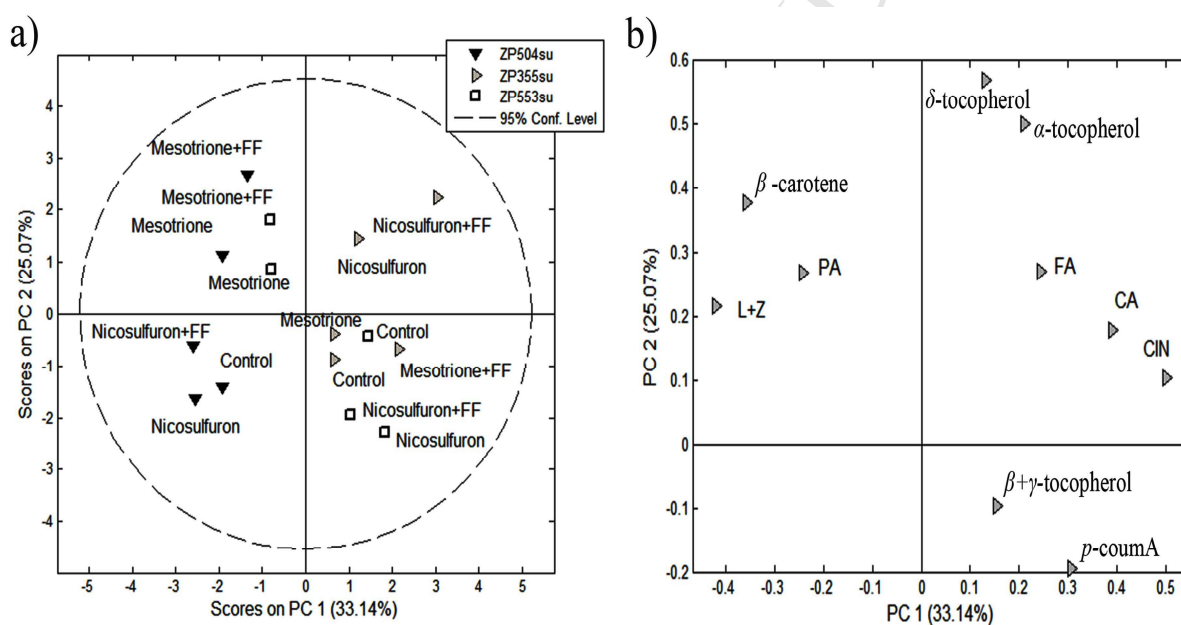 a)
ZP504su
ZP355su
ZP553su
95% Conf. Level
4
3
2
1
0
-1
-2
-3
-4
Scores on PC 2 (25.07%)
Mesotrione+FF
Mesotrione+FF
Mesotrione
Mesotrione
Nicosulfuron+FF
Nicosulfuron
Nicosulfuron+FF
Control
Nicosulfuron
Mesotrione
Control
Control
Mesotrione+FF
Nicosulfuron+FF
Nicosulfuron
-5 -4 -3 -2 -1 0 1 2 3 4 5
Scores on PC 1 (33.14%)
b)
0.6
0.5
0.4
0.3
0.2
0.1
0
-0.1
-0.2
PC 2 (25.07%)
δ-tocopherol
α-tocopherol
β -carotene
PA
FA
L+Z
CA
CIN
β+γ-tocopherol
p-coumA
-0.4 -0.3 -0.2 -0.1 0 0.1 0.2 0.3 0.4 0.5
PC 1 (33.14%)